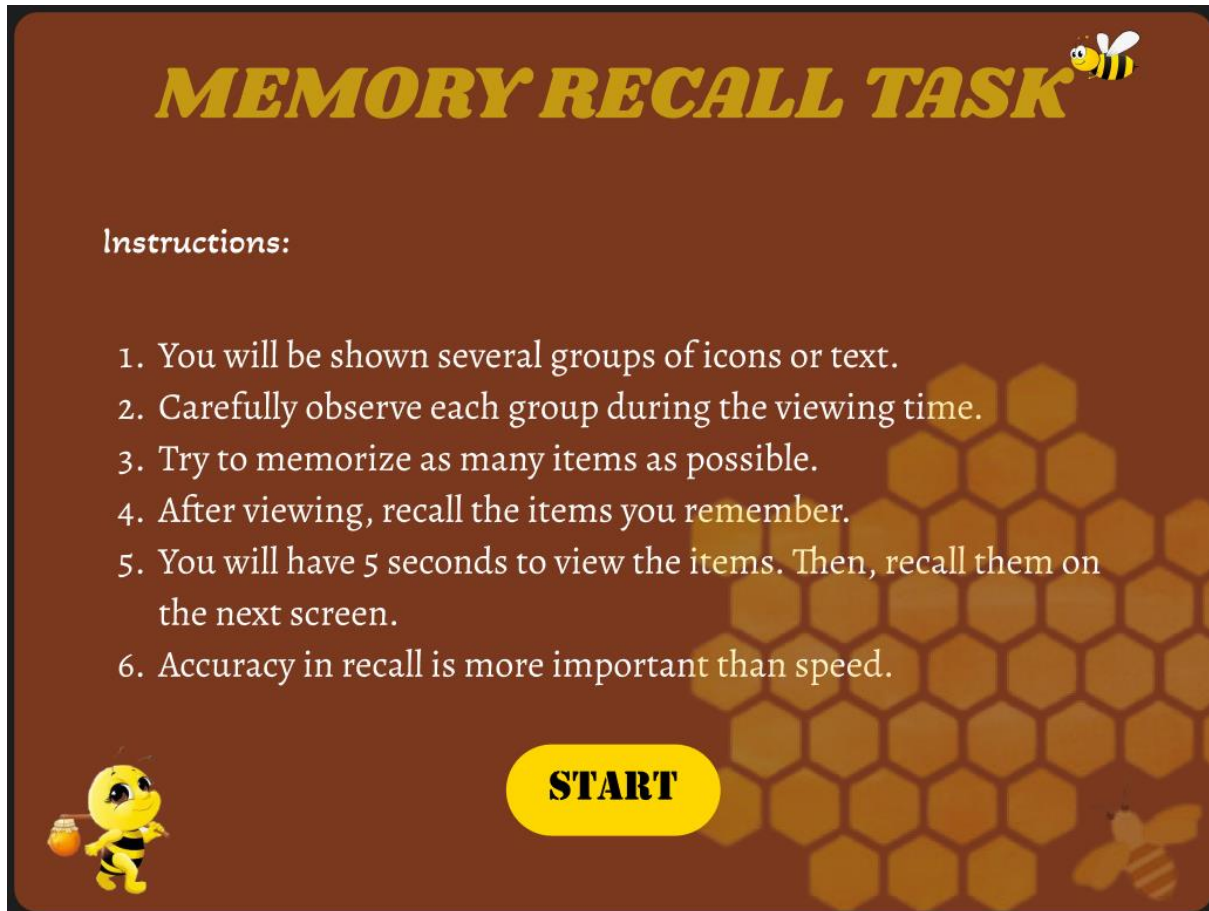 MEMORY RECALL TASK
Instructions:
1. You will be shown several groups of icons or text.
2. Carefully observe each group during the viewing time.
3. Try to memorize as many items as possible.
4. After viewing, recall the items you remember.
5. You will have 5 seconds to view the items. Then, recall them on
the next screen.
6. Accuracy in recall is more important than speed.
START